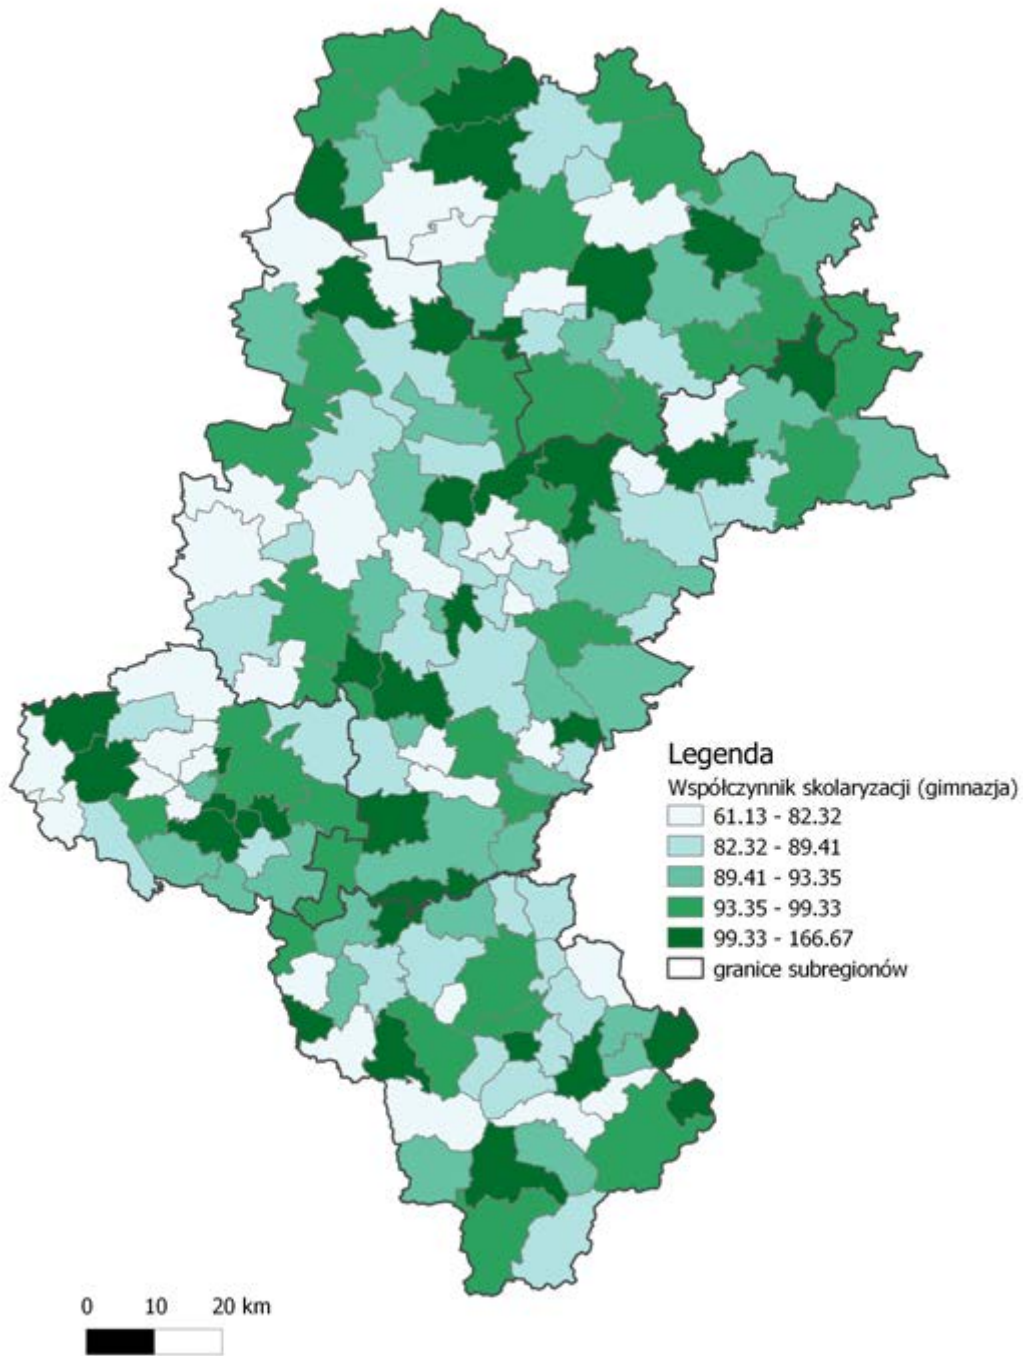 Legenda
Współczynnik skolaryzacji (gimnazja)
61.13 - 82.32
82.32 - 89.41
89.41 - 93.35
93.35 - 99.33
99.33 - 166.67
granice subregionów
0 10 20 km